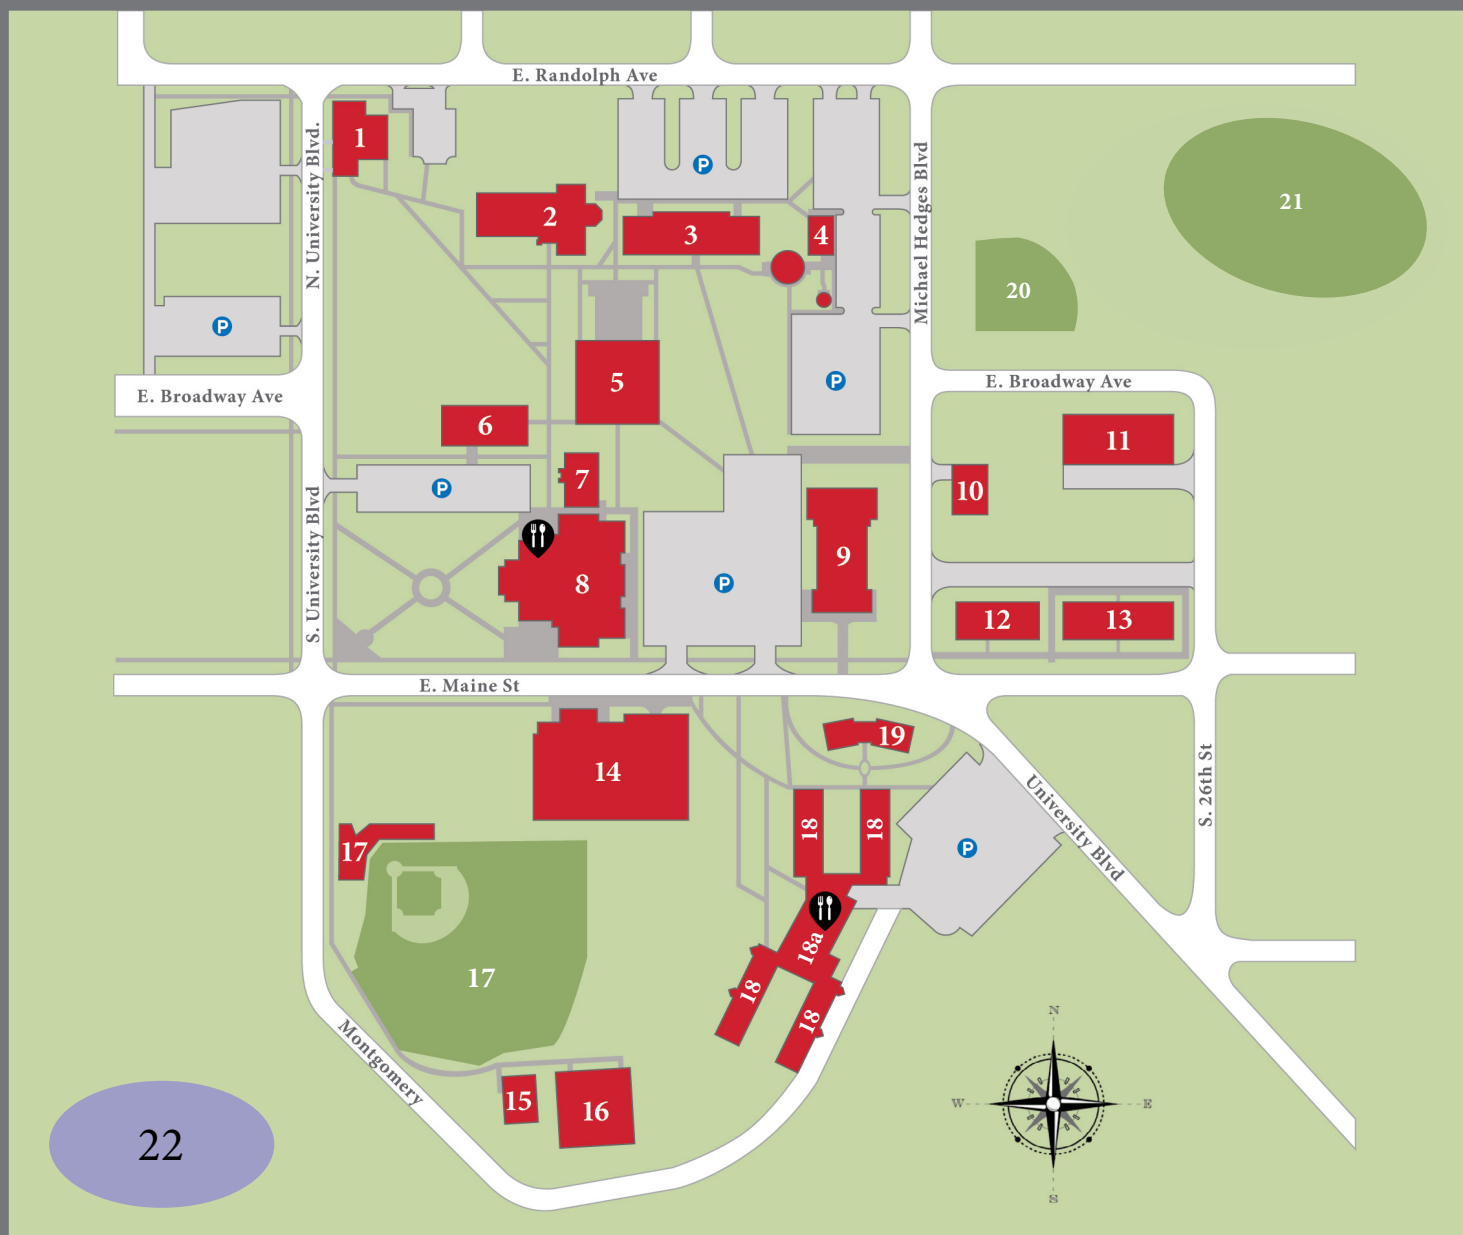 E. Randolph Ave
N. University Blvd.
1
2
P
3
4
Michael Hedges Blvd
21
20
P
E. Broadway Ave
5
P
E. Broadway Ave
6
11
7
P
10
S. University Blvd
8
P
9
12
13
E. Maine St
14
19
18
18
P
University Blvd
S. 26th St
17
17
18a
18
18
Montgomery
15
16
22
N
W
E
S